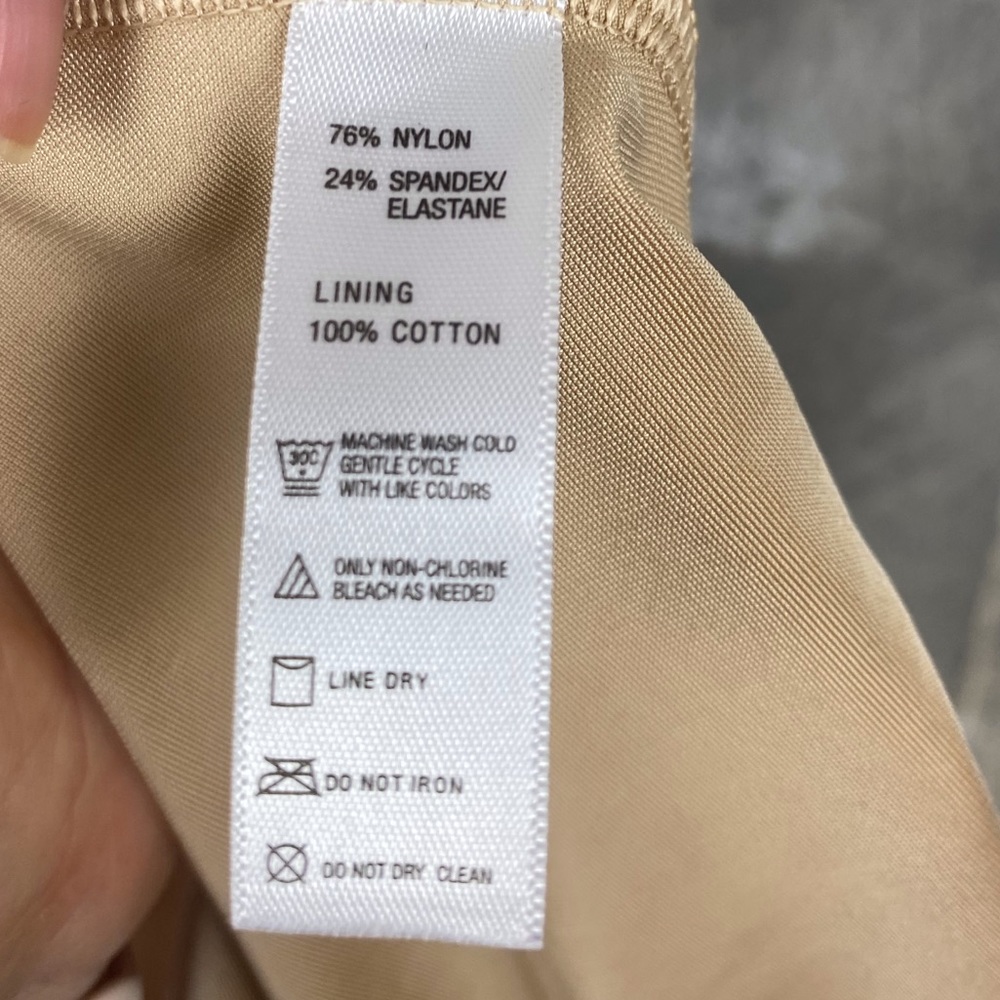 76% NYLON
24% SPANDEX/
ELASTANE
LINING
100% COTTON
30C
MACHINE WASH COLD
GENTLE CYCLE
WITH LIKE COLORS
ONLY NON-CHLORINE
BLEACH AS NEEDED
LINE DRY
DO NOT IRON
DO NOT DRY CLEAN